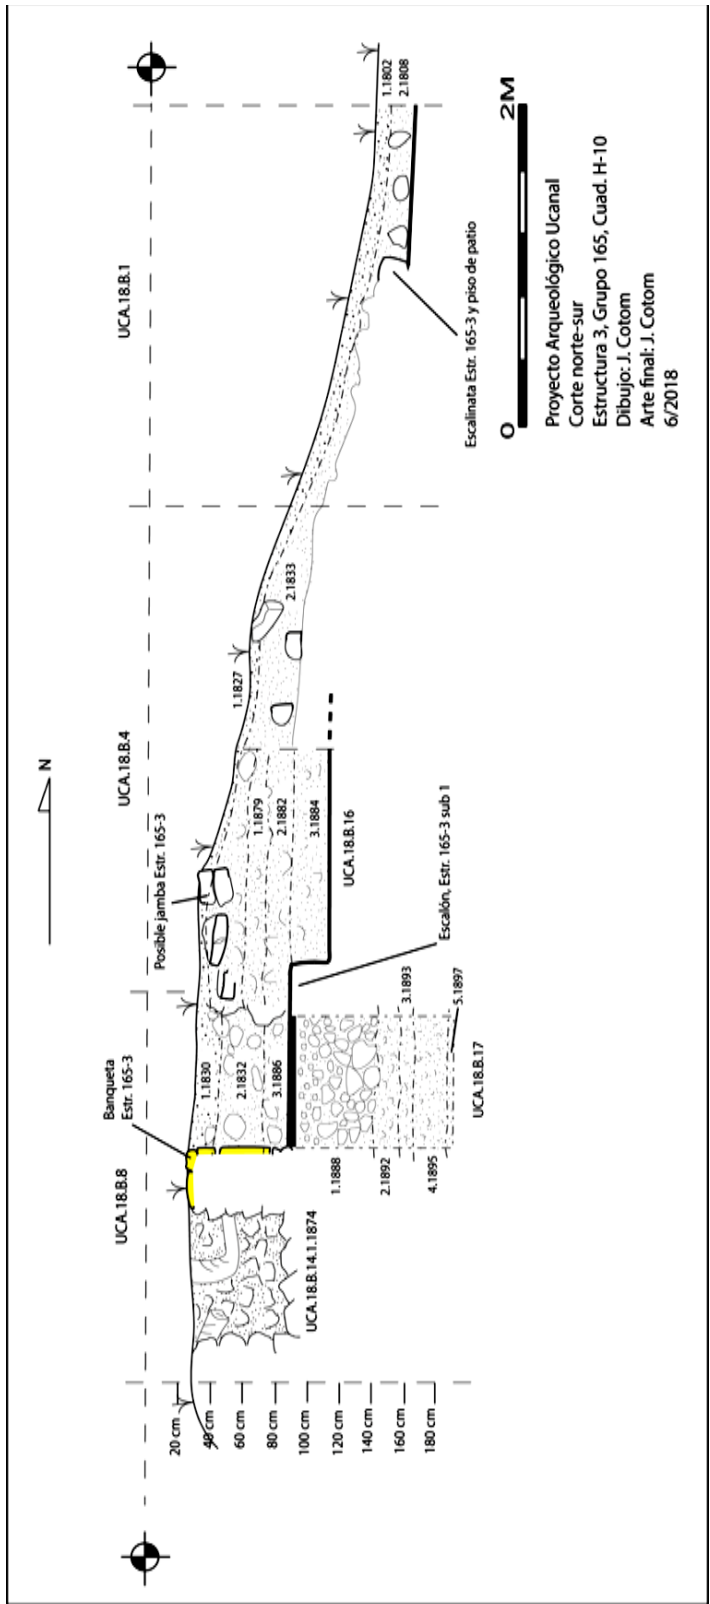 N
UCA.18.B.8
UCA.18.B.4
UCA.18.B.1
Banqueta
Estr. 165-3
Posible jamba Estr. 165-3
20 cm
40 cm
60 cm
80 cm
100 cm
120 cm
140 cm
160 cm
180 cm
UCA.18.B.14.1.1874
1.1830
2.1832
3.1886
1.1888
2.1892
3.1893
4.1895
5.1897
UCA.18.B.17
Escalón, Estr. 165-3 sub 1
1.1879
2.1882
3.1884
UCA.18.B.16
1.1827
2.1833
1.1802
2.1808
Escalinata Estr. 165-3 y piso de patio
0
2M
Proyecto Arqueológico Ucanal
Corte norte-sur
Estructura 3, Grupo 165, Cuad. H-10
Dibujo: J. Cotom
Arte final: J. Cotom
6/2018